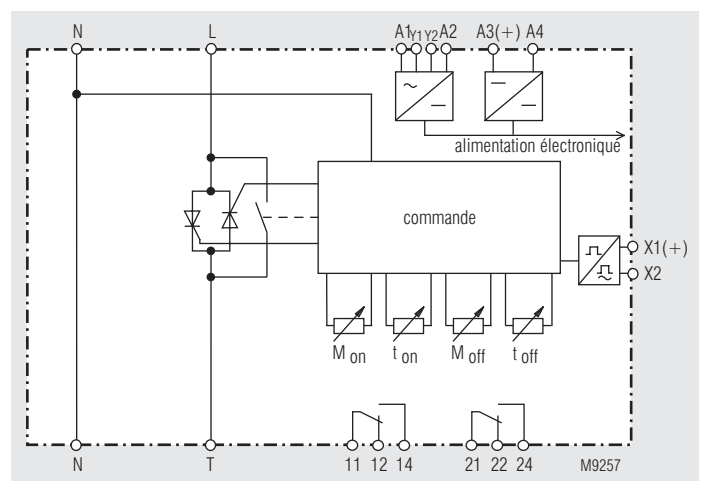 N L A1 Y1 Y2 A2 A3(+) A4
alimentation électronique
commande
X1(+)
X2
M on t on M off t off
N T 11 12 14 21 22 24 M9257